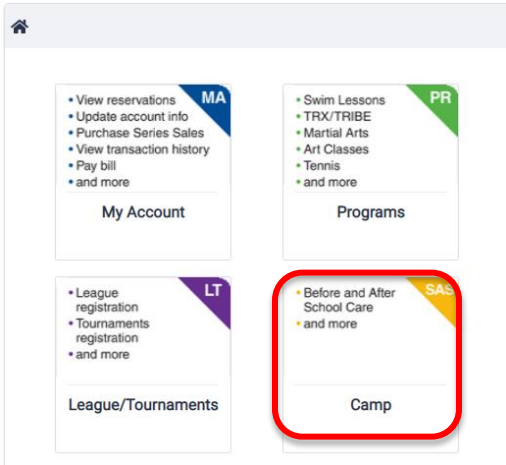 MA
• View reservations
• Update account info
• Purchase Series Sales
• View transaction history
• Pay bill
• and more
My Account
PR
• Swim Lessons
• TRX/TRIBE
• Martial Arts
• Art Classes
• Tennis
• and more
Programs
LT
• League
registration
• Tournaments
registration
• and more
League/Tournaments
SAS
• Before and After
School Care
• and more
Camp